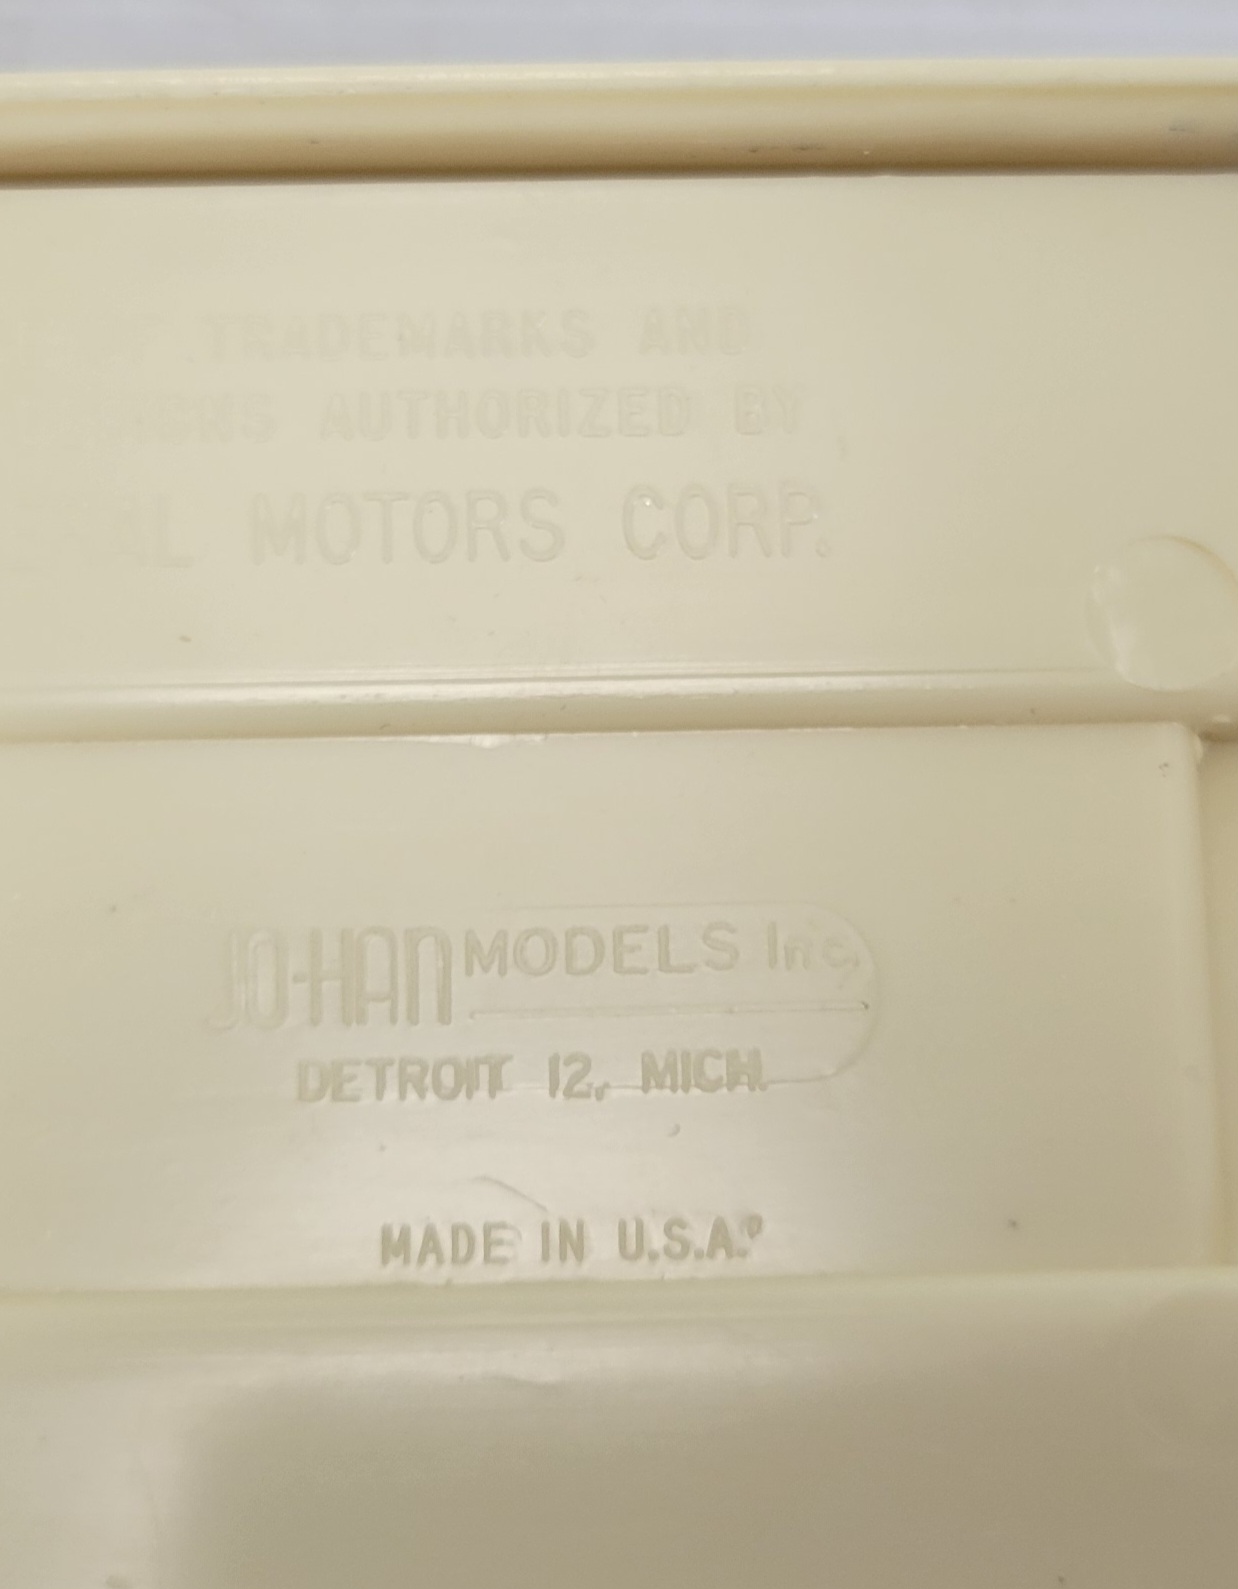 TRADEMARKS AND
AUTHORIZED BY
MOTORS CORP.
JO-HAN MODELS Inc.
DETROIT 12, MICH.
MADE IN U.S.A.